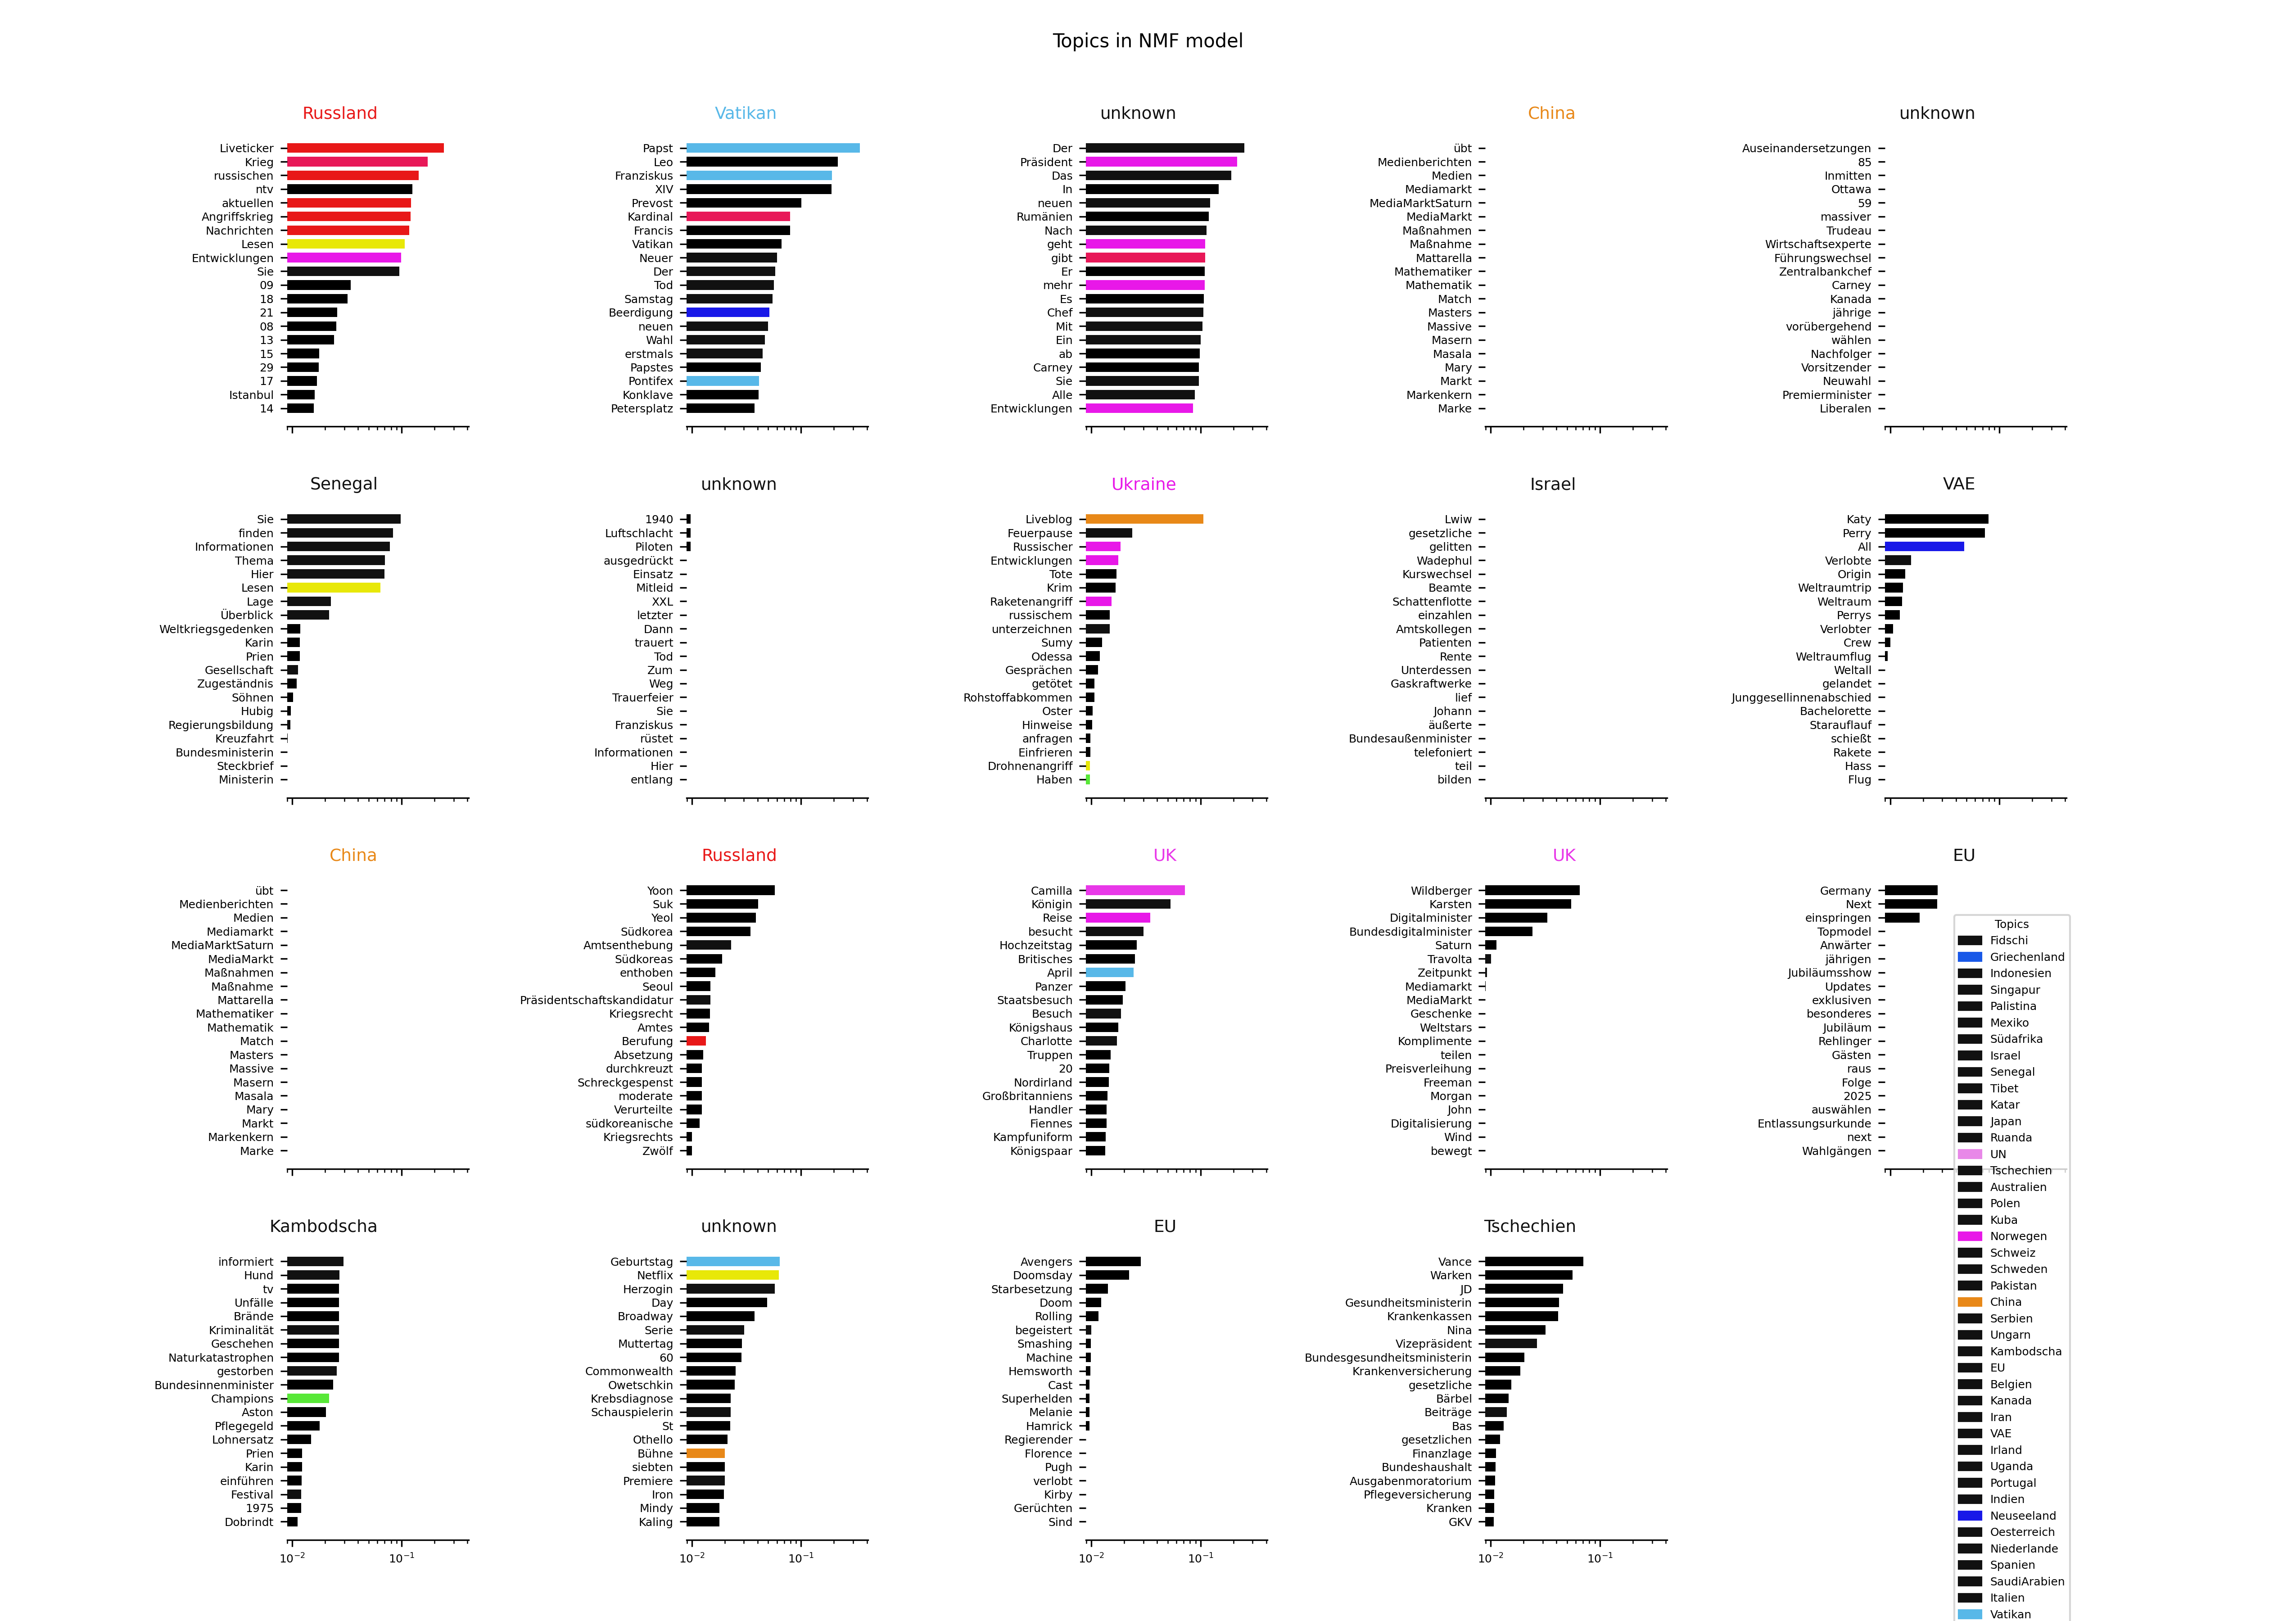 Topics in NMF model
Russland
Liveticker
Krieg
russischen
ntv
aktuellen
Angriffskrieg
Nachrichten
Lesen
Entwicklungen
Sie
09
18
21
08
13
15
29
17
Istanbul
14
Vatikan
Papst
Leo
Franziskus
XIV
Prevost
Kardinal
Francis
Vatikan
Neuer
Der
Tod
Samstag
Beerdigung
neuen
Wahl
erstmals
Papstes
Pontifex
Konklave
Petersplatz
unknown
Der
Präsident
Das
In
neuen
Rumänien
Nach
geht
gibt
Er
mehr
Es
Chef
Mit
Ein
ab
Carney
Sie
Alle
Entwicklungen
China
übt
Medienberichten
Medien
Mediamarkt
MediaMarktSaturn
MediaMarkt
Maßnahmen
Maßnahme
Mattarella
Mathematiker
Mathematik
Match
Masters
Massive
Masern
Masala
Mary
Markt
Markenkern
Marke
unknown
Auseinandersetzungen
85
Inmitten
Ottawa
59
massiver
Trudeau
Wirtschaftsexperte
Führungswechsel
Zentralbankchef
Carney
Kanada
jährige
vorübergehend
wählen
Nachfolger
Vorsitzender
Neuwahl
Premierminister
Liberalen
Senegal
Sie
finden
Informationen
Thema
Hier
Lesen
Lage
Überblick
Weltkriegsgedenken
Karin
Prien
Gesellschaft
Zugeständnis
Söhnen
Hubig
Regierungsbildung
Kreuzfahrt
Bundesministerin
Steckbrief
Ministerin
unknown
1940
Luftschlacht
Piloten
ausgedrückt
Einsatz
Mitleid
XXL
letzter
Dann
trauert
Tod
Zum
Weg
Trauerfeier
Sie
Franziskus
rüstet
Informationen
Hier
entlang
Ukraine
Liveblog
Feuerpause
Russischer
Entwicklungen
Tote
Krim
Raketenangriff
russischem
unterzeichnen
Sumy
Odessa
Gesprächen
getötet
Rohstoffabkommen
Oster
Hinweise
anfragen
Einfrieren
Drohnenangriff
Haben
Israel
Lwiw
gesetzliche
gelitten
Wadephul
Kurswechsel
Beamte
Schattenflotte
einzahlen
Amtskollegen
Patienten
Rente
Unterdessen
Gaskraftwerke
lief
Johann
äußerte
Bundesaußenminister
telefoniert
teil
bilden
VAE
Katy
Perry
All
Verlobte
Origin
Weltraumtrip
Weltraum
Perrys
Verlobter
Crew
Weltraumflug
Weltall
gelandet
Junggesellinnenabschied
Bachelorette
Starauflauf
schießt
Rakete
Hass
Flug
China
übt
Medienberichten
Medien
Mediamarkt
MediaMarktSaturn
MediaMarkt
Maßnahmen
Maßnahme
Mattarella
Mathematiker
Mathematik
Match
Masters
Massive
Masern
Masala
Mary
Markt
Markenkern
Marke
Russland
Yoon
Suk
Yeol
Südkorea
Amtsenthebung
Südkoreas
enthoben
Seoul
Präsidentschaftskandidatur
Kriegsrecht
Amtes
Berufung
Absetzung
durchkreuzt
Schreckgespenst
moderate
Verurteilte
südkoreanische
Kriegsrechts
Zwölf
UK
Camilla
Königin
Reise
besucht
Hochzeitstag
Britisches
April
Panzer
Staatsbesuch
Besuch
Königshaus
Charlotte
Truppen
20
Nordirland
Großbritanniens
Handler
Fiennes
Kampfuniform
Königspaar
UK
Wildberger
Karsten
Digitalminister
Bundesdigitalminister
Saturn
Travolta
Zeitpunkt
Mediamarkt
MediaMarkt
Geschenke
Weltstars
Komplimente
teilen
Preisverleihung
Freeman
Morgan
John
Digitalisierung
Wind
bewegt
EU
Germany
Next
einspringen
Topmodel
Anwärter
jährigen
Jubiläumsshow
Updates
exklusiven
besonderes
Jubiläum
Rehlinger
Gästen
raus
Folge
2025
auswählen
Entlassungsurkunde
next
Wahlgängen
Kambodscha
informiert
Hund
tv
Unfälle
Brände
Kriminalität
Geschehen
Naturkatastrophen
gestorben
Bundesinnenminister
Champions
Aston
Pflegegeld
Lohnersatz
Prien
Karin
einführen
Festival
1975
Dobrindt
10⁻² 10⁻¹
unknown
Geburtstag
Netflix
Herzogin
Day
Broadway
Serie
Muttertag
60
Commonwealth
Owetschkin
Krebsdiagnose
Schauspielerin
St
Othello
Bühne
siebten
Premiere
Iron
Mindy
Kaling
10⁻² 10⁻¹
EU
Avengers
Doomsday
Starbesetzung
Doom
Rolling
begeistert
Smashing
Machine
Hemsworth
Cast
Superhelden
Melanie
Hamrick
Regierender
Florence
Pugh
verlobt
Kirby
Gerüchten
Sind
10⁻² 10⁻¹
Tschechien
Vance
Warken
JD
Gesundheitsministerin
Krankenkassen
Nina
Vizepräsident
Bundesgesundheitsministerin
Krankenversicherung
gesetzliche
Bärbel
Beiträge
Bas
gesetzlichen
Finanzlage
Bundeshaushalt
Ausgabenmoratorium
Pflegeversicherung
Kranken
GKV
10⁻² 10⁻¹
Topics
Fidschi
Griechenland
Indonesien
Singapur
Palistina
Mexiko
Südafrika
Israel
Senegal
Tibet
Katar
Japan
Ruanda
UN
Tschechien
Australien
Polen
Kuba
Norwegen
Schweiz
Schweden
Pakistan
China
Serbien
Ungarn
Kambodscha
EU
Belgien
Kanada
Iran
VAE
Irland
Uganda
Portugal
Indien
Neuseeland
Oesterreich
Niederlande
Spanien
SaudiArabien
Italien
Vatikan